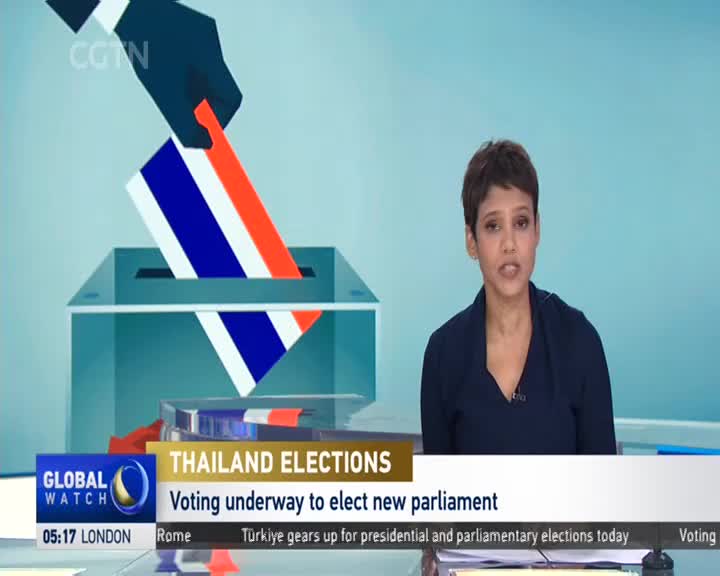 CGTN
THAILAND ELECTIONS
GLOBAL
WATCH
Voting underway to elect new parliament
05:17 LONDON
Rome Türkiye gears up for presidential and parliamentary elections today Voting